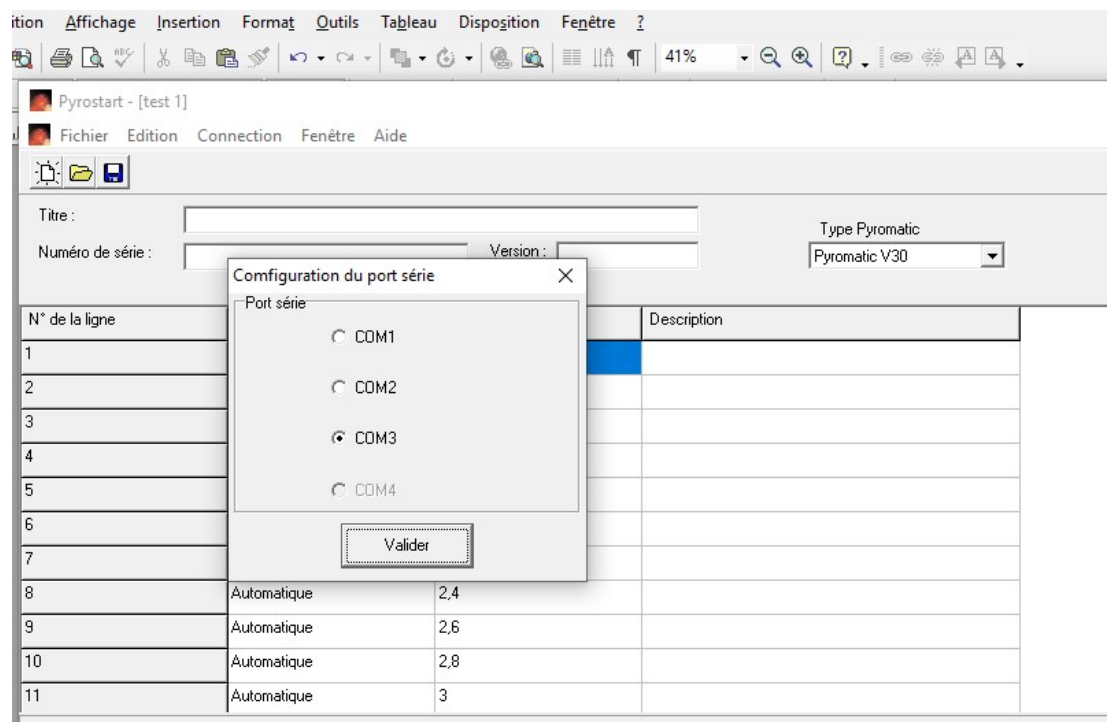 ition Affichage Insertion Format Outils Tableau Disposition Fenêtre ?
ABC ¶ 41% ? A A
Pyrostart - [test 1]
Fichier Edition Connection Fenêtre Aide
Titre :
Type Pyromatic
Numéro de série : Version :
Pyromatic V30
Comfiguration du port série
Port série
N° de la ligne Description
COM1
1
COM2
2
3
COM3
4
5
COM4
6
Valider
7
8 Automatique 2,4
9 Automatique 2,6
10 Automatique 2,8
11 Automatique 3